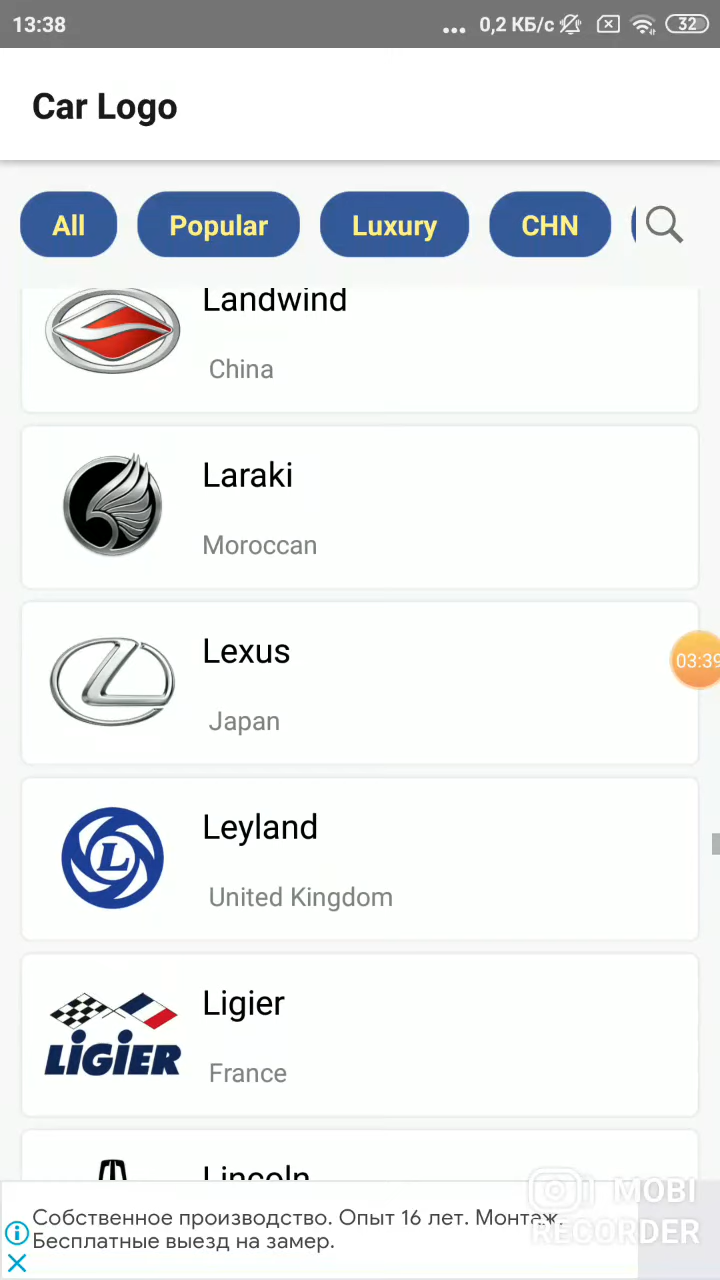 13:38
... 0,2 КБ/с
32
Car Logo
All
Popular
Luxury
CHN
Landwind
China
Laraki
Moroccan
Lexus
Japan
03:39
L
Leyland
United Kingdom
LIGIER
Ligier
France
Lincoln
Собственное производство. Опыт 16 лет. Монтаж.
Бесплатные выезд на замер.
MOBI
RECORDER